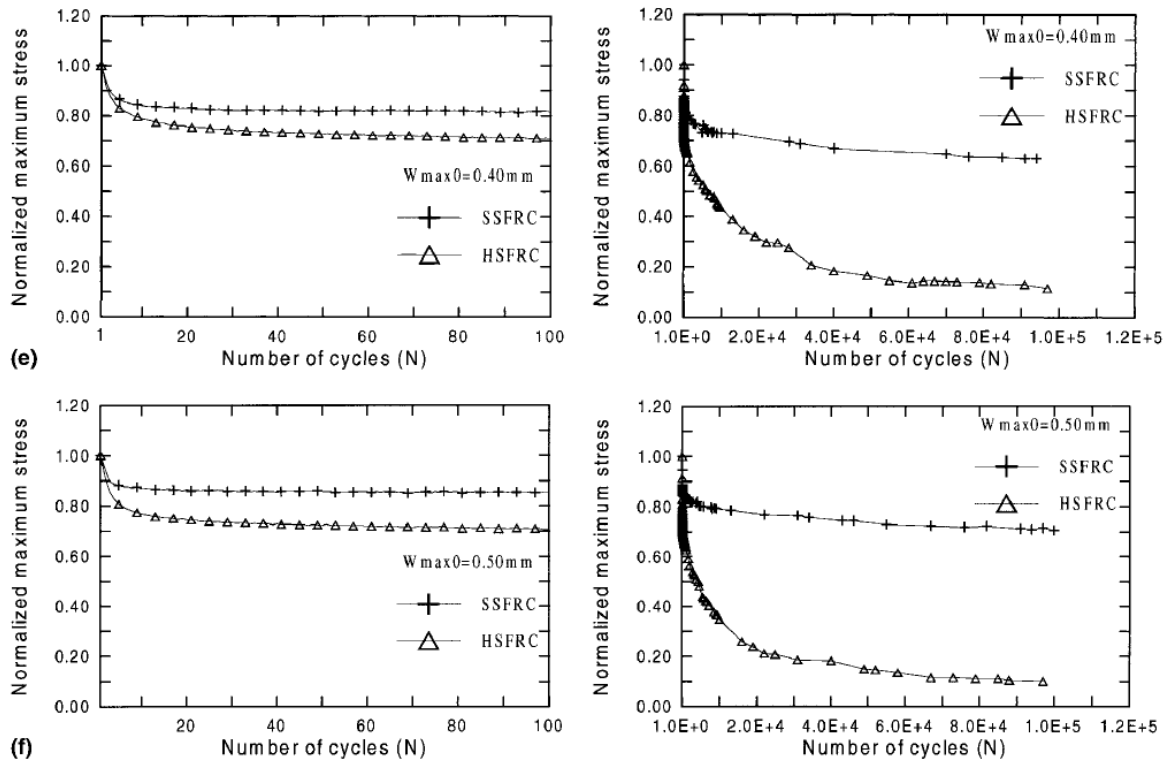 1.20
1.00
0.80
0.60
0.40
0.20
0.00
Normalized maximum stress
Wmax0=0.40mm
SSFRC
HSFRC
1 20 40 60 80 100
Number of cycles (N)
(e)
1.20
1.00
0.80
0.60
0.40
0.20
0.00
Normalized maximum stress
Wmax0=0.40mm
SSFRC
HSFRC
1.0E+0 2.0E+4 4.0E+4 6.0E+4 8.0E+4 1.0E+5 1.2E+5
Number of cycles (N)
1.20
1.00
0.80
0.60
0.40
0.20
0.00
Normalized maximum stress
Wmax0=0.50mm
SSFRC
HSFRC
20 40 60 80 100
Number of cycles (N)
(f)
1.20
1.00
0.80
0.60
0.40
0.20
0.00
Normalized maximum stress
Wmax0=0.50mm
SSFRC
HSFRC
1.0E+0 2.0E+4 4.0E+4 6.0E+4 8.0E+4 1.0E+5 1.2E+5
Number of cycles (N)